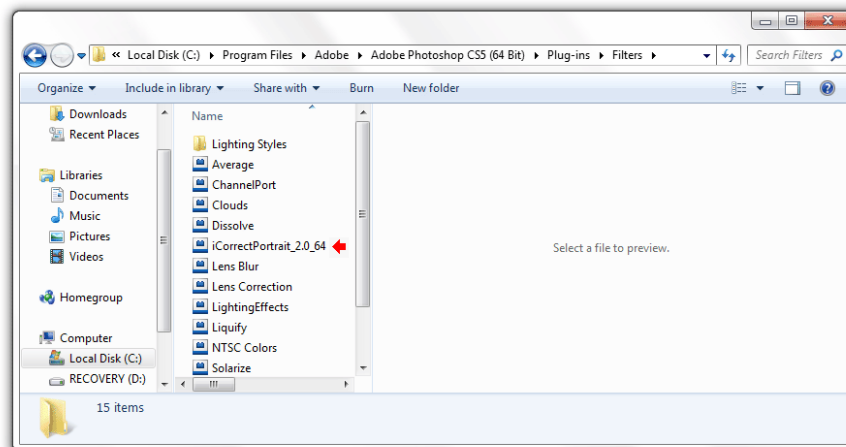 « Local Disk (C:) ▸ Program Files ▸ Adobe ▸ Adobe Photoshop CS5 (64 Bit) ▸ Plug-ins ▸ Filters ▸
Search Filters
Organize Include in library Share with Burn New folder
Downloads
Recent Places
Libraries
Documents
Music
Pictures
Videos
Homegroup
Computer
Local Disk (C:)
RECOVERY (D:)
Name
Lighting Styles
Average
ChannelPort
Clouds
Dissolve
iCorrectPortrait_2.0_64
Lens Blur
Lens Correction
LightingEffects
Liquify
NTSC Colors
Solarize
Select a file to preview.
15 items